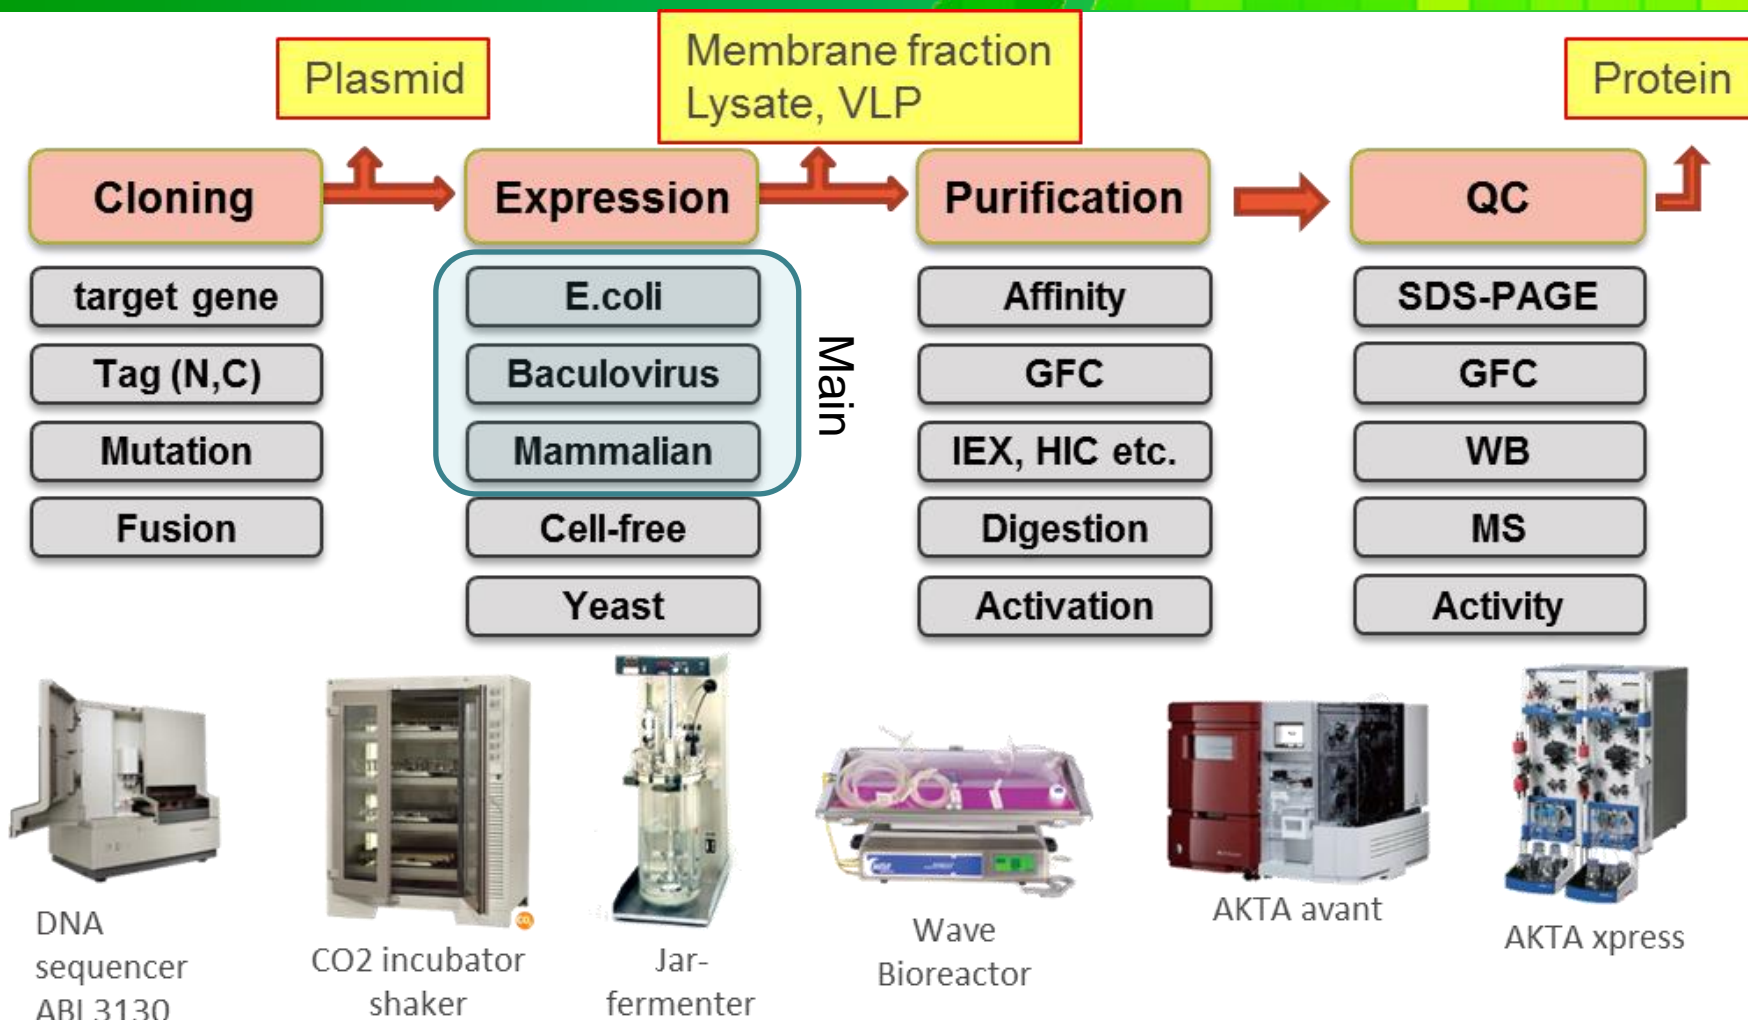 Plasmid
Membrane fraction
Lysate, VLP
Protein
Cloning
Expression
Purification
QC
target gene
Tag (N,C)
Mutation
Fusion
E.coli
Baculovirus
Mammalian
Cell-free
Yeast
Main
Affinity
GFC
IEX, HIC etc.
Digestion
Activation
SDS-PAGE
GFC
WB
MS
Activity
DNA
sequencer
ABI 3130
CO2 incubator
shaker
Jar-
fermenter
Wave
Bioreactor
AKTA avant
AKTA xpress